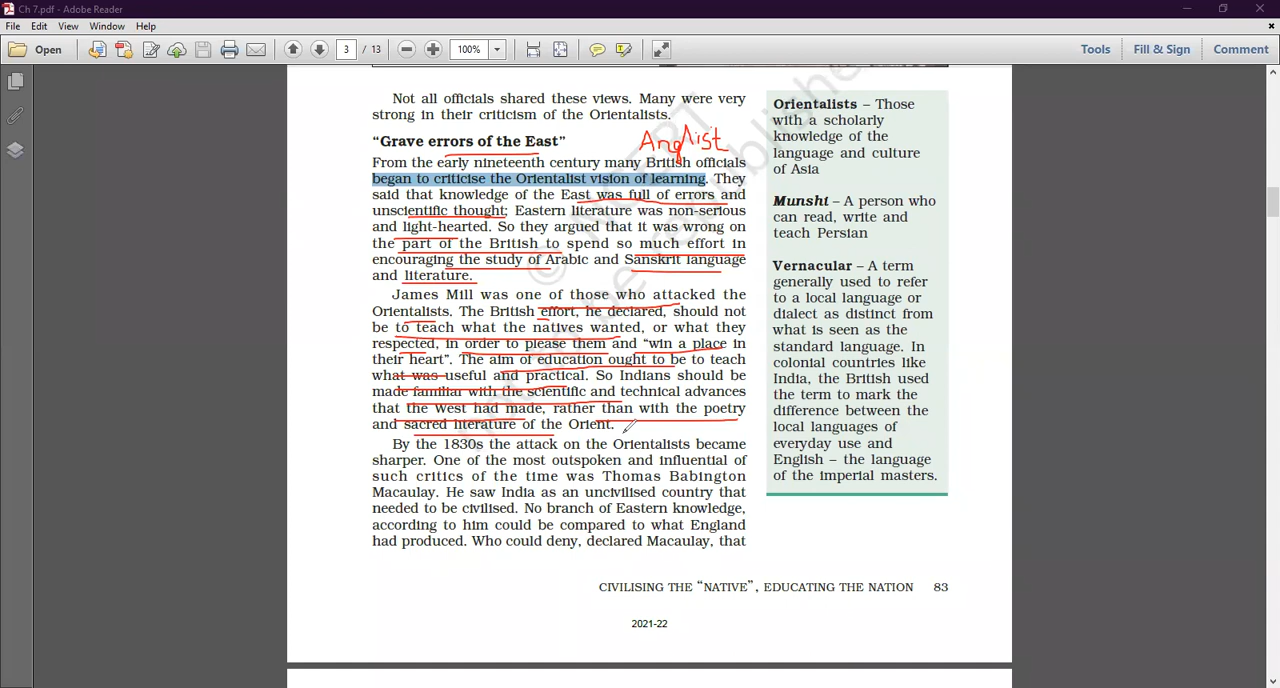 Ch 7.pdf - Adobe Reader
File Edit View Window Help
Open 3 / 13 100% Tools Fill & Sign Comment
Not all officials shared these views. Many were very
strong in their criticism of the Orientalists.
"Grave errors of the East"
Anglist
From the early nineteenth century many British officials
began to criticise the Orientalist vision of learning. They
said that knowledge of the East was full of errors and
unscientific thought; Eastern literature was non-serious
and light-hearted. So they argued that it was wrong on
the part of the British to spend so much effort in
encouraging the study of Arabic and Sanskrit language
and literature.
James Mill was one of those who attacked the
Orientalists. The British effort, he declared, should not
be to teach what the natives wanted, or what they
respected, in order to please them and "win a place in
their heart". The aim of education ought to be to teach
what was useful and practical. So Indians should be
made familiar with the scientific and technical advances
that the West had made, rather than with the poetry
and sacred literature of the Orient.
By the 1830s the attack on the Orientalists became
sharper. One of the most outspoken and influential of
such critics of the time was Thomas Babington
Macaulay. He saw India as an uncivilised country that
needed to be civilised. No branch of Eastern knowledge,
according to him could be compared to what England
had produced. Who could deny, declared Macaulay, that
Orientalists – Those
with a scholarly
knowledge of the
language and culture
of Asia
Munshi – A person who
can read, write and
teach Persian
Vernacular – A term
generally used to refer
to a local language or
dialect as distinct from
what is seen as the
standard language. In
colonial countries like
India, the British used
the term to mark the
difference between the
local languages of
everyday use and
English – the language
of the imperial masters.
CIVILISING THE "NATIVE", EDUCATING THE NATION 83
2021-22
© NCERT
be republished